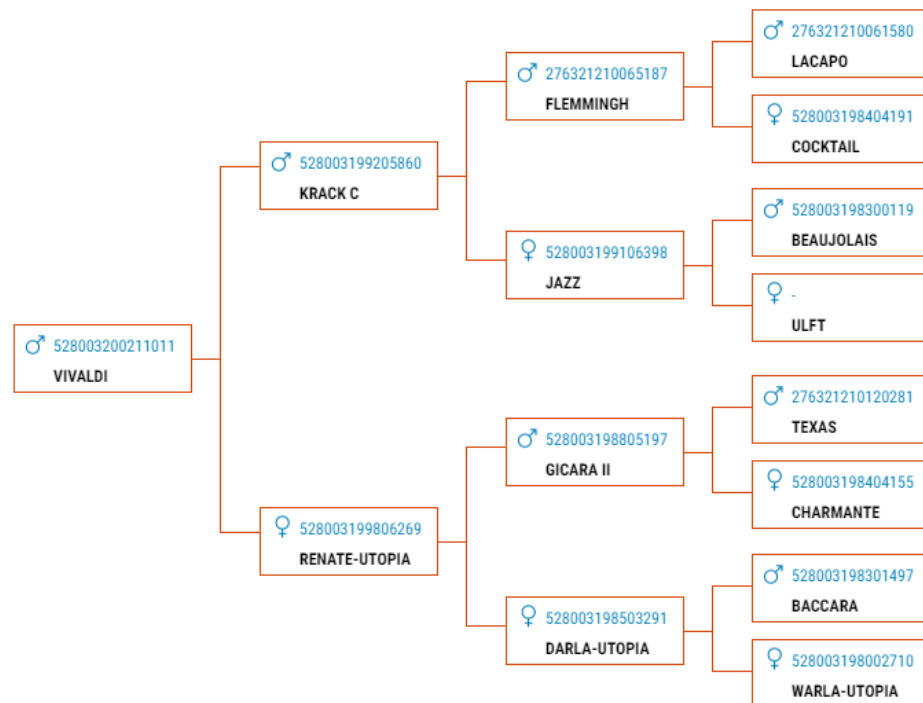 276321210061580
LACAPO
276321210065187
FLEMMINGH
528003198404191
COCKTAIL
528003199205860
KRACK C
528003198300119
BEAUJOLAIS
528003199106398
JAZZ
-
ULFT
528003200211011
VIVALDI
276321210120281
TEXAS
528003198805197
GICARA II
528003198404155
CHARMANTE
528003199806269
RENATE-UTOPIA
528003198301497
BACCARA
528003198503291
DARLA-UTOPIA
528003198002710
WARLA-UTOPIA